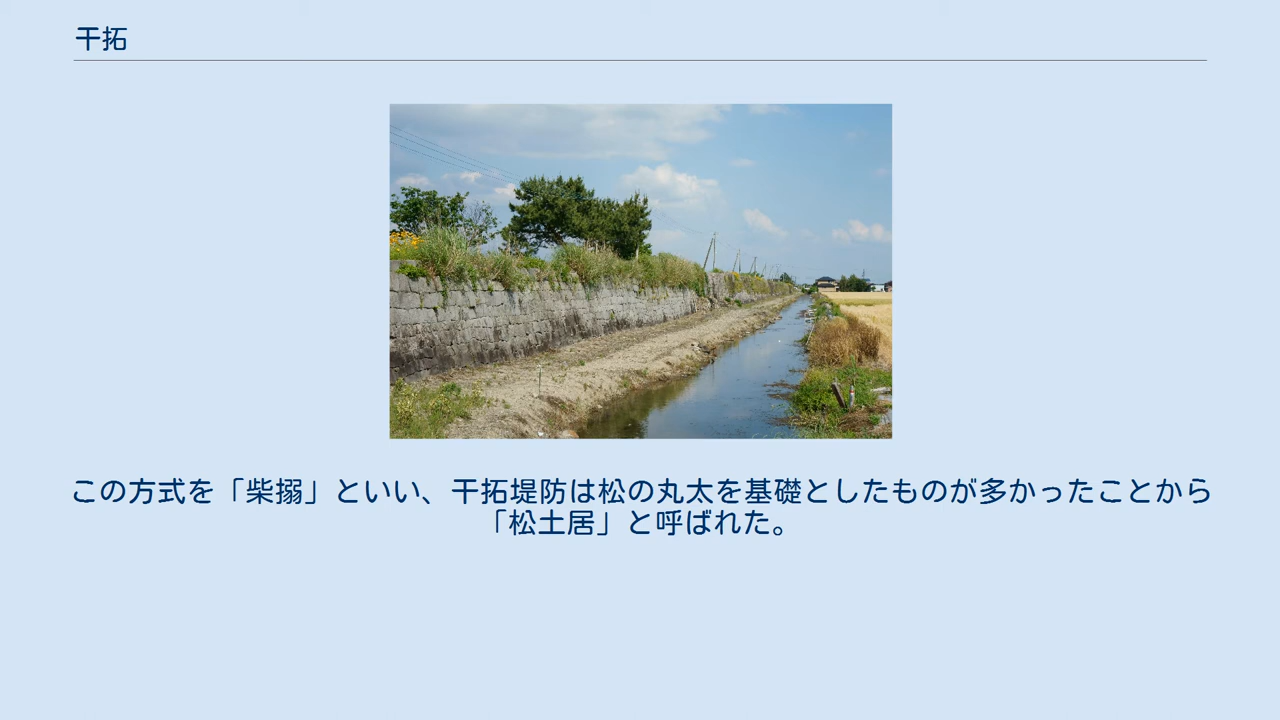 干拓
この方式を「柴搦」といい、干拓堤防は松の丸太を基礎としたものが多かったことから
「松土居」と呼ばれた。